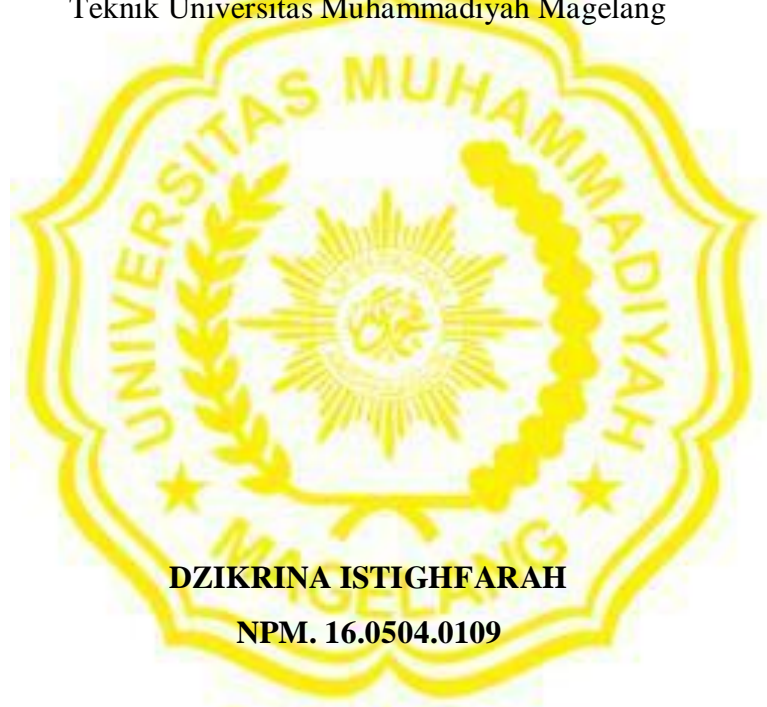 Teknik Universitas Muhammadiyah Magelang
UNIVERSITAS MUHAMMADIYAH
MAGELANG
DZIKRINA ISTIGHFARAH
NPM. 16.0504.0109